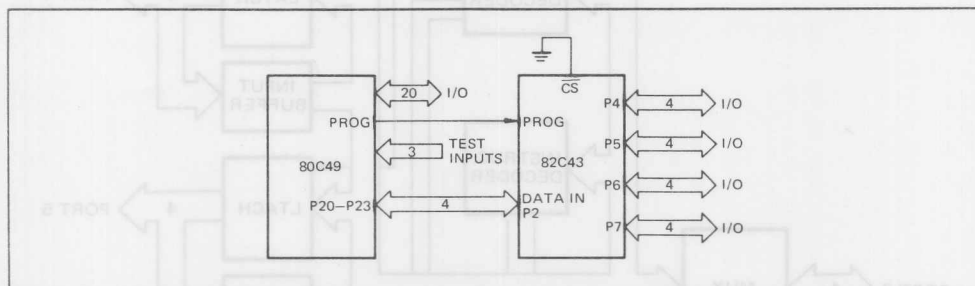 CS
20 I/O
PROG
3 TEST INPUTS
80C49
P20–P23
4
PROG
82C43
DATA IN
P2
P4 4 I/O
P5 4 I/O
P6 4 I/O
P7 4 I/O